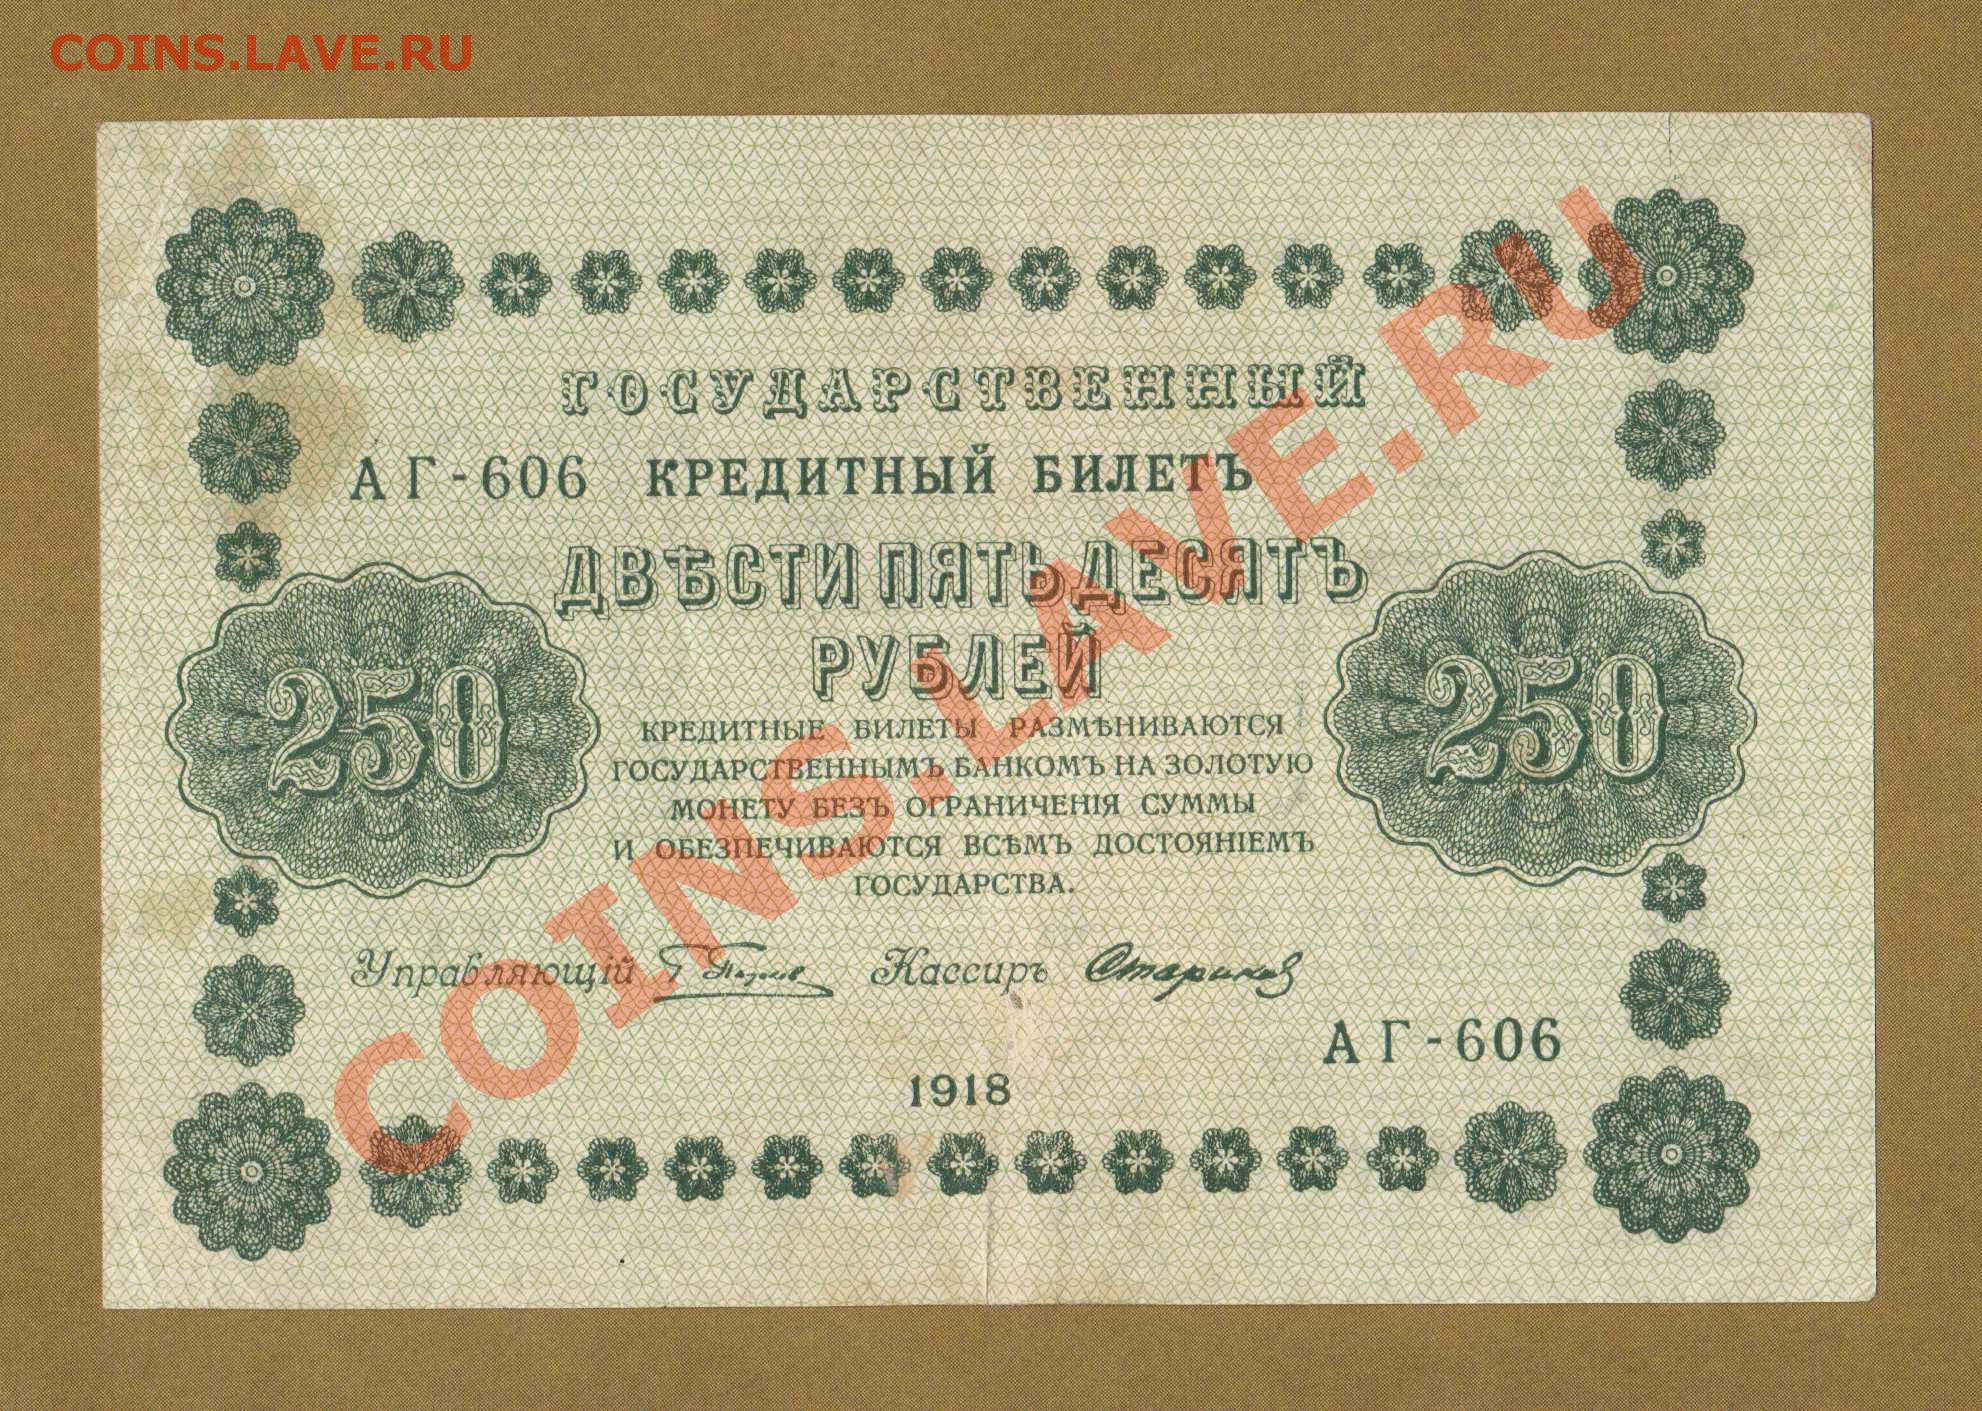 COINS.LAVE.RU
ГОСУДАРСТВЕННЫЙ
АГ-606 КРЕДИТНЫЙ БИЛЕТЪ
ДВѢСТИ ПЯТЬДЕСЯТЪ
РУБЛЕЙ
250 250
КРЕДИТНЫЕ БИЛЕТЫ РАЗМѢНИВАЮТСЯ
ГОСУДАРСТВЕННЫМЪ БАНКОМЪ НА ЗОЛОТУЮ
МОНЕТУ БЕЗЪ ОГРАНИЧЕНІЯ СУММЫ
И ОБЕЗПЕЧИВАЮТСЯ ВСѢМЪ ДОСТОЯНІЕМЪ
ГОСУДАРСТВА.
Управляющій Кассиръ Стариков
АГ-606
1918
COINS.LAVE.RU